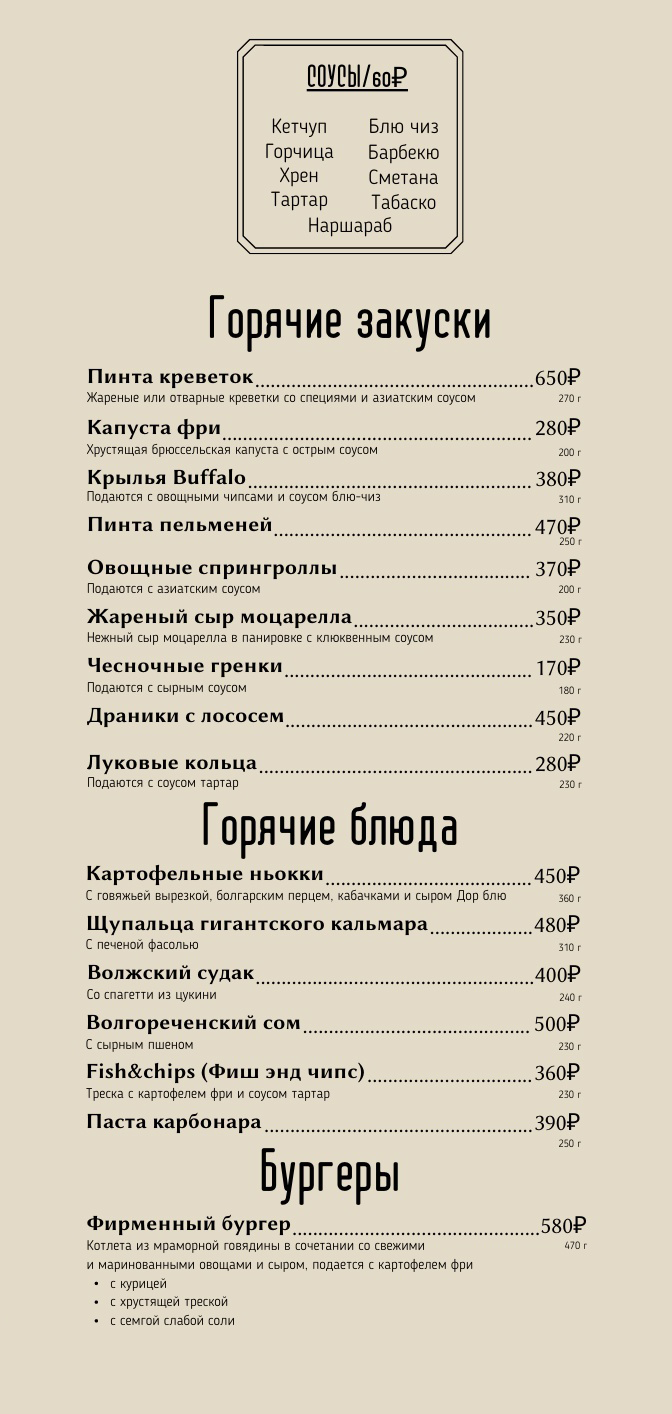 СОУСЫ/60₽
Кетчуп Блю чиз
Горчица Барбекю
Хрен Сметана
Тартар Табаско
Наршараб
Горячие закуски
Пинта креветок 650₽
Жареные или отварные креветки со специями и азиатским соусом 270 г
Капуста фри 280₽
Хрустящая брюссельская капуста с острым соусом 200 г
Крылья Buffalo 380₽
Подаются с овощными чипсами и соусом блю-чиз 310 г
Пинта пельменей 470₽
250 г
Овощные спрингроллы 370₽
Подаются с азиатским соусом 200 г
Жареный сыр моцарелла 350₽
Нежный сыр моцарелла в панировке с клюквенным соусом 230 г
Чесночные гренки 170₽
Подаются с сырным соусом 180 г
Драники с лососем 450₽
220 г
Луковые кольца 280₽
Подаются с соусом тартар 230 г
Горячие блюда
Картофельные ньокки 450₽
С говяжьей вырезкой, болгарским перцем, кабачками и сыром Дор блю 360 г
Щупальца гигантского кальмара 480₽
С печеной фасолью 310 г
Волжский судак 400₽
Со спагетти из цукини 240 г
Волгореченский сом 500₽
С сырным пшеном 230 г
Fish&chips (Фиш энд чипс) 360₽
Треска с картофелем фри и соусом тартар 230 г
Паста карбонара 390₽
250 г
Бургеры
Фирменный бургер 580₽
Котлета из мраморной говядины в сочетании со свежими 470 г
и маринованными овощами и сыром, подается с картофелем фри
• с курицей
• с хрустящей треской
• с семгой слабой соли